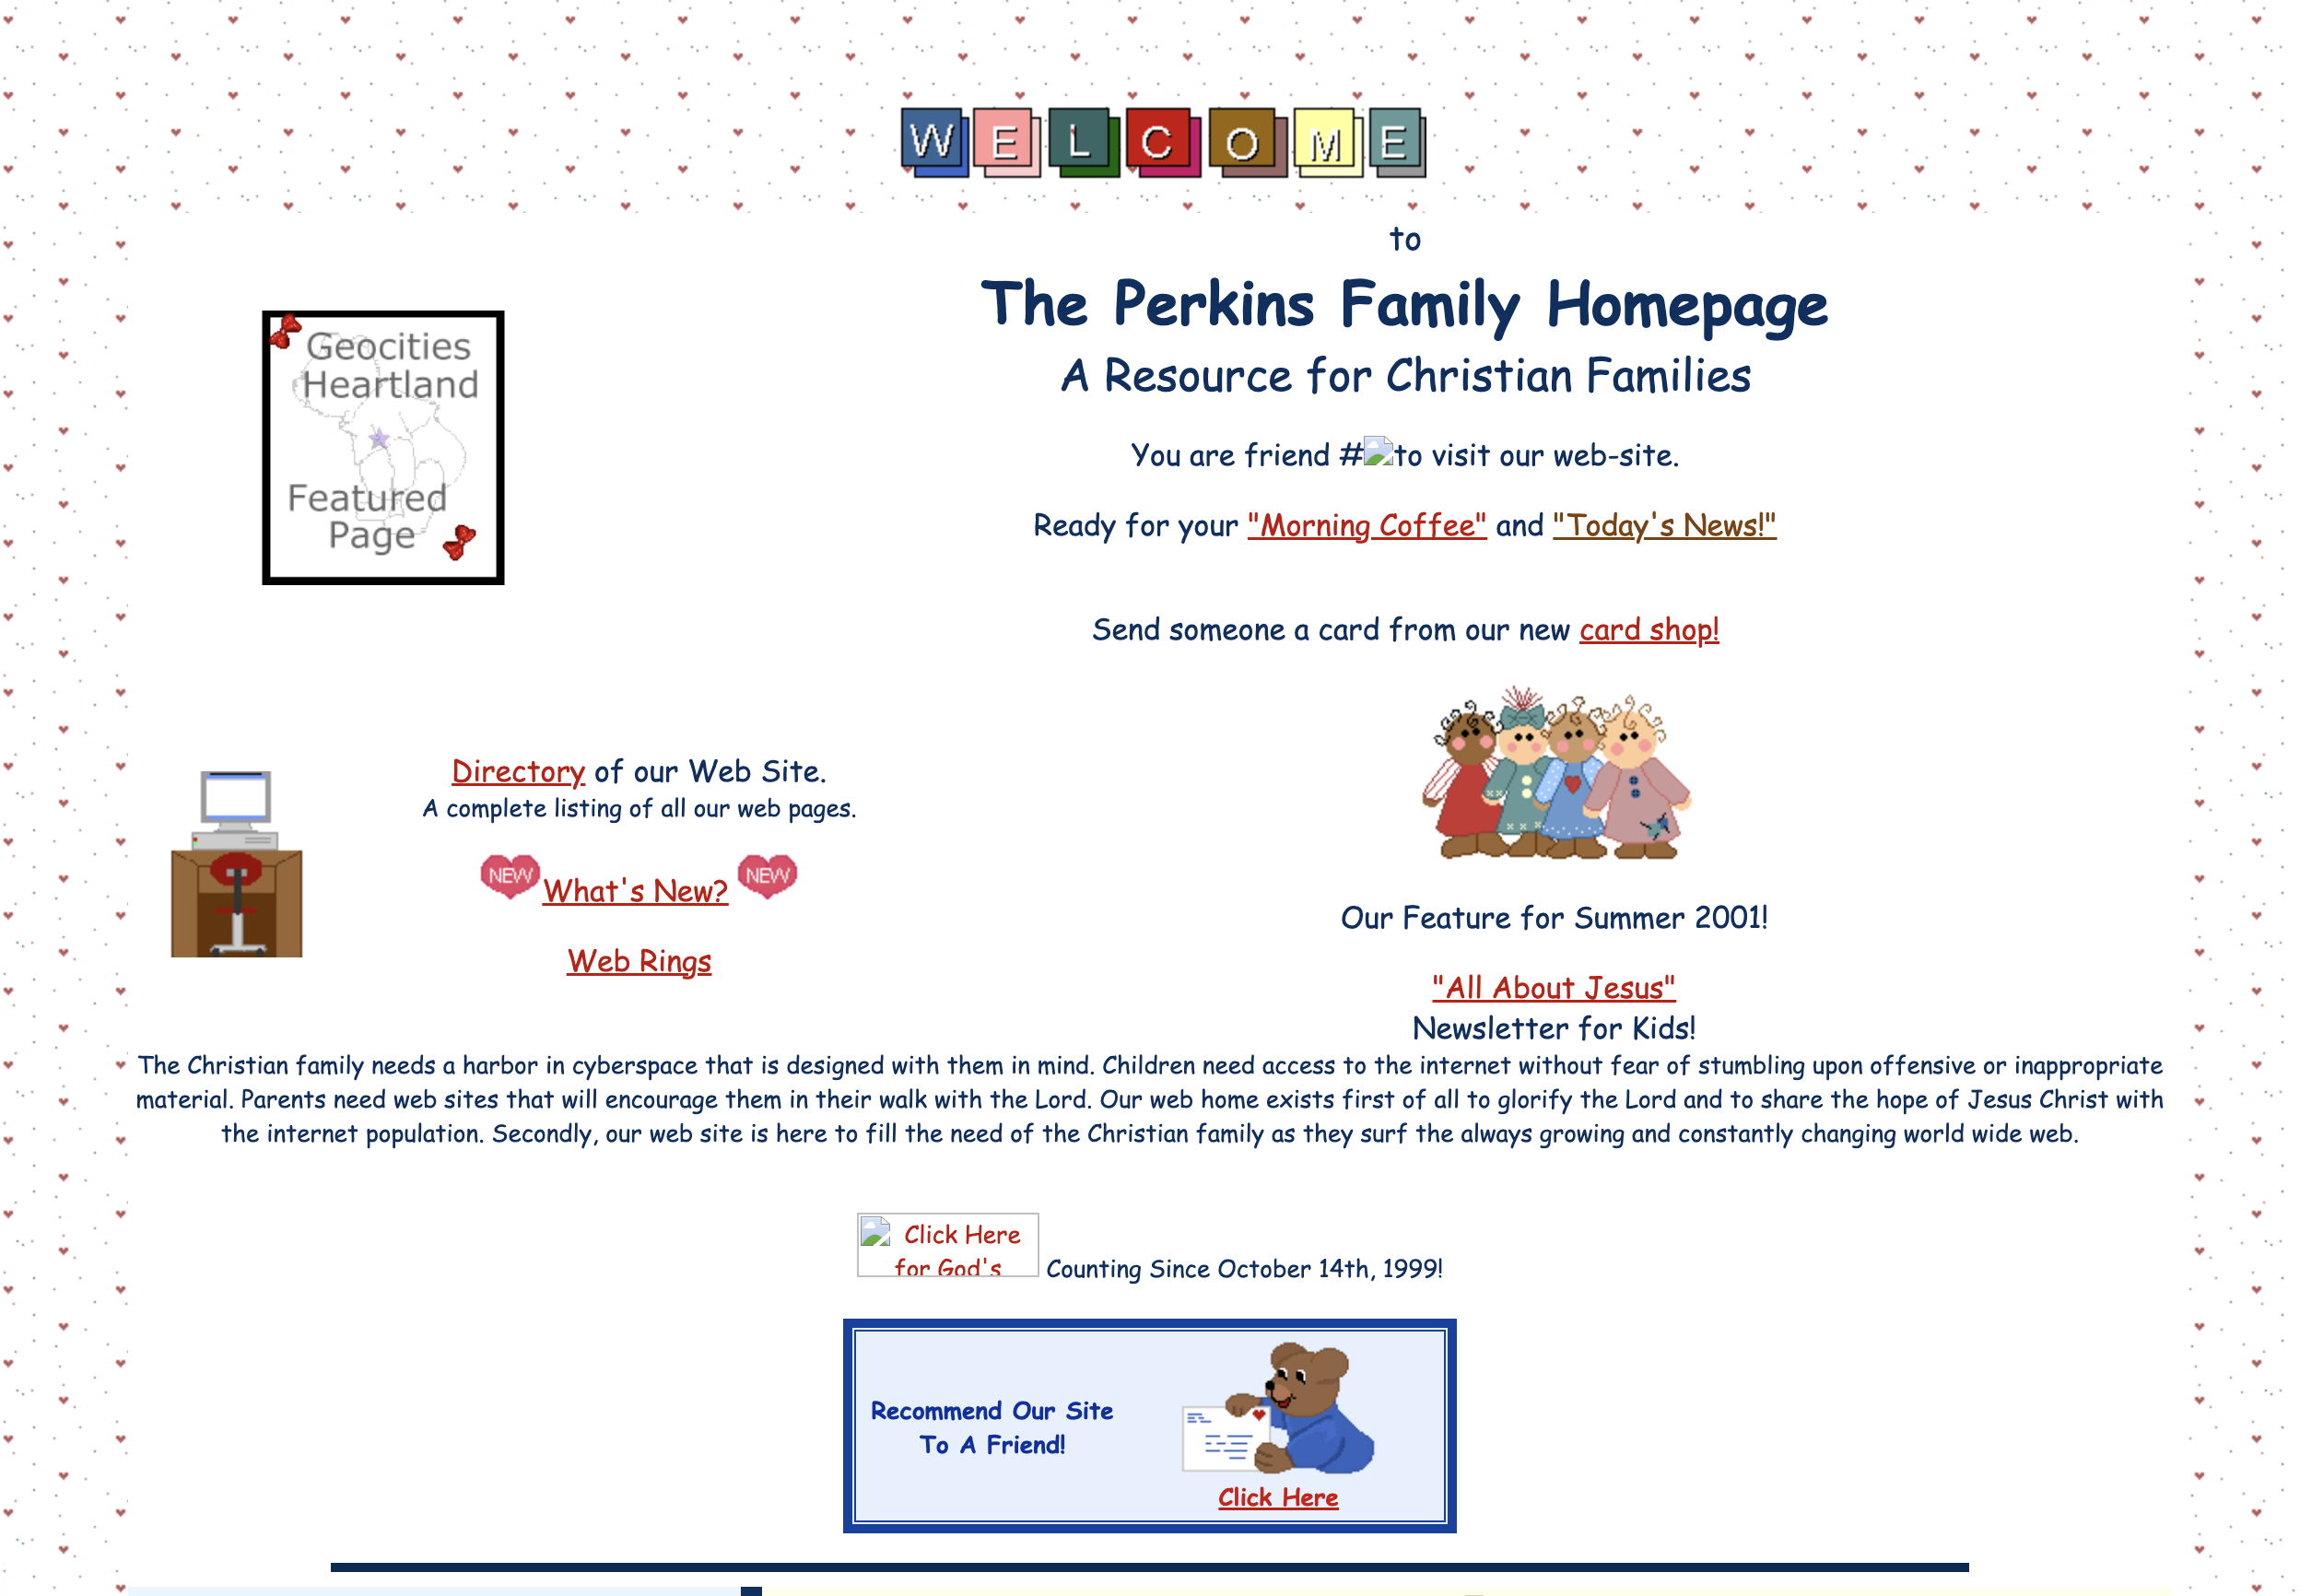 WELCOME
to
The Perkins Family Homepage
A Resource for Christian Families
Geocities
Heartland
Featured
Page
You are friend #to visit our web-site.
Ready for your "Morning Coffee" and "Today's News!"
Send someone a card from our new card shop!
Directory of our Web Site.
A complete listing of all our web pages.
NEW What's New? NEW
Web Rings
Our Feature for Summer 2001!
"All About Jesus"
Newsletter for Kids!
The Christian family needs a harbor in cyberspace that is designed with them in mind. Children need access to the internet without fear of stumbling upon offensive or inappropriate
material. Parents need web sites that will encourage them in their walk with the Lord. Our web home exists first of all to glorify the Lord and to share the hope of Jesus Christ with
the internet population. Secondly, our web site is here to fill the need of the Christian family as they surf the always growing and constantly changing world wide web.
Click Here
for God's
Counting Since October 14th, 1999!
Recommend Our Site
To A Friend!
Click Here